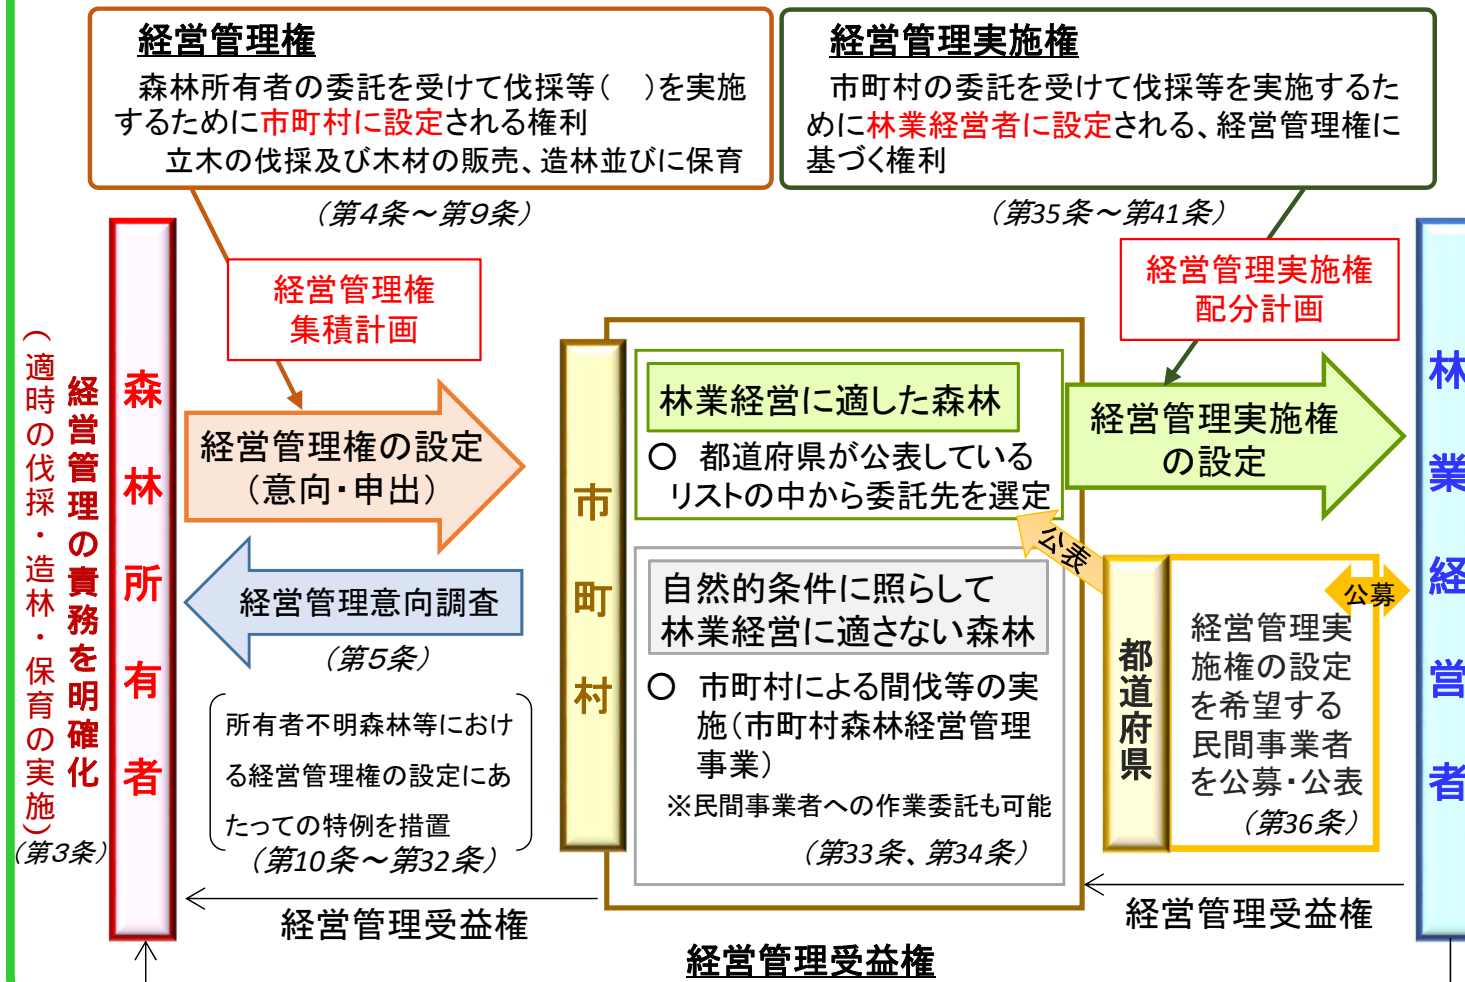 経営管理権
森林所有者の委託を受けて伐採等(　)を実施
するために市町村に設定される権利
立木の伐採及び木材の販売、造林並びに保育
経営管理実施権
市町村の委託を受けて伐採等を実施するた
めに林業経営者に設定される、経営管理権に
基づく権利
（第４条～第９条）
（第35条～第41条）
経営管理権
集積計画
経営管理実施権
配分計画
経営管理の責務を明確化
（適時の伐採・造林・保育の実施）
（第３条）
森林所有者
経営管理権の設定
（意向・申出）
経営管理意向調査
（第５条）
所有者不明森林等におけ
る経営管理権の設定にあ
たっての特例を措置
（第10条～第32条）
市町村
林業経営に適した森林
○　都道府県が公表している
リストの中から委託先を選定
自然的条件に照らして
林業経営に適さない森林
○　市町村による間伐等の実
施（市町村森林経営管理
事業）
※民間事業者への作業委託も可能
（第33条、第34条）
経営管理実施権
の設定
公表
都道府県
公募
経営管理実
施権の設定
を希望する
民間事業者
を公募・公表
（第36条）
林業経営者
経営管理受益権
経営管理受益権
経営管理受益権